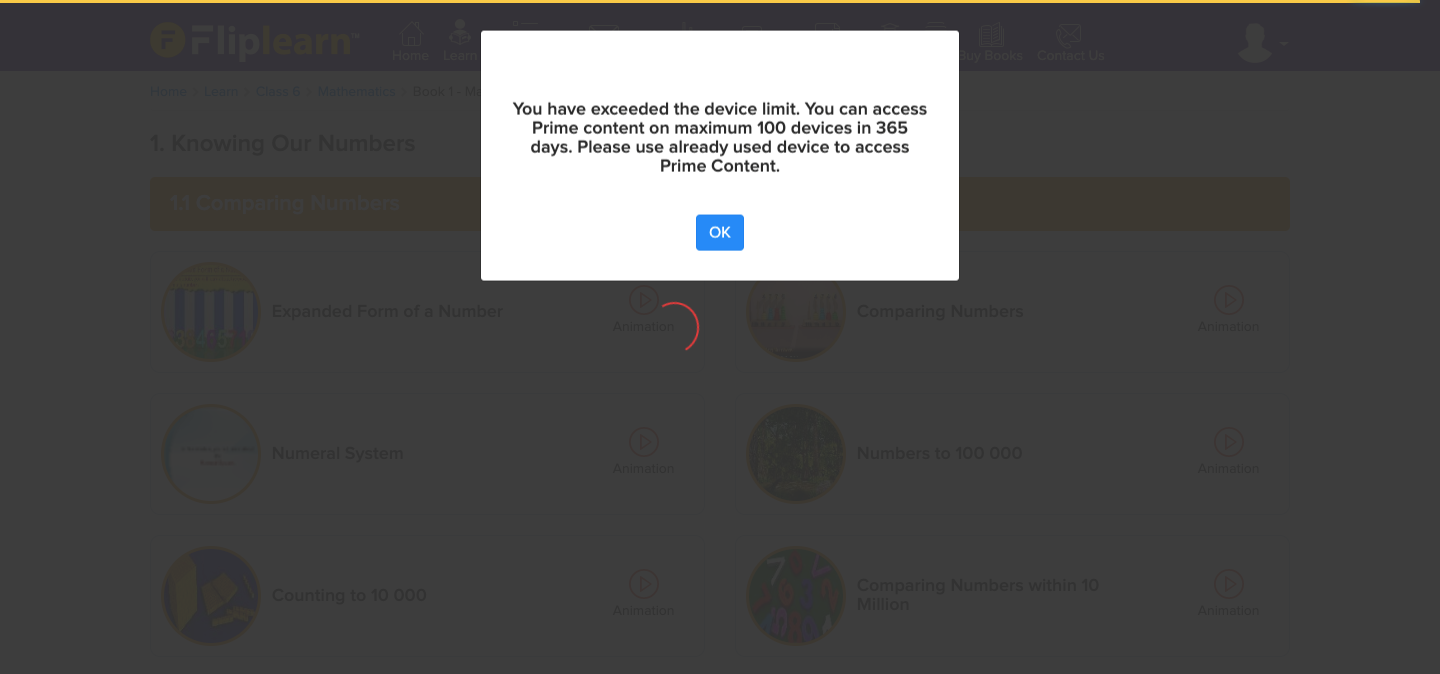 Fliplearn™
Home
Learn
Buy Books
Contact Us
Home > Learn > Class 6 > Mathematics > Book 1 - Ma
You have exceeded the device limit. You can access
Prime content on maximum 100 devices in 365
days. Please use already used device to access
Prime Content.
OK
1. Knowing Our Numbers
1.1 Comparing Numbers
Expanded Form of a Number
Animation
Comparing Numbers
Animation
Numeral System
Animation
Numbers to 100 000
Animation
Counting to 10 000
Animation
Comparing Numbers within 10
Million
Animation